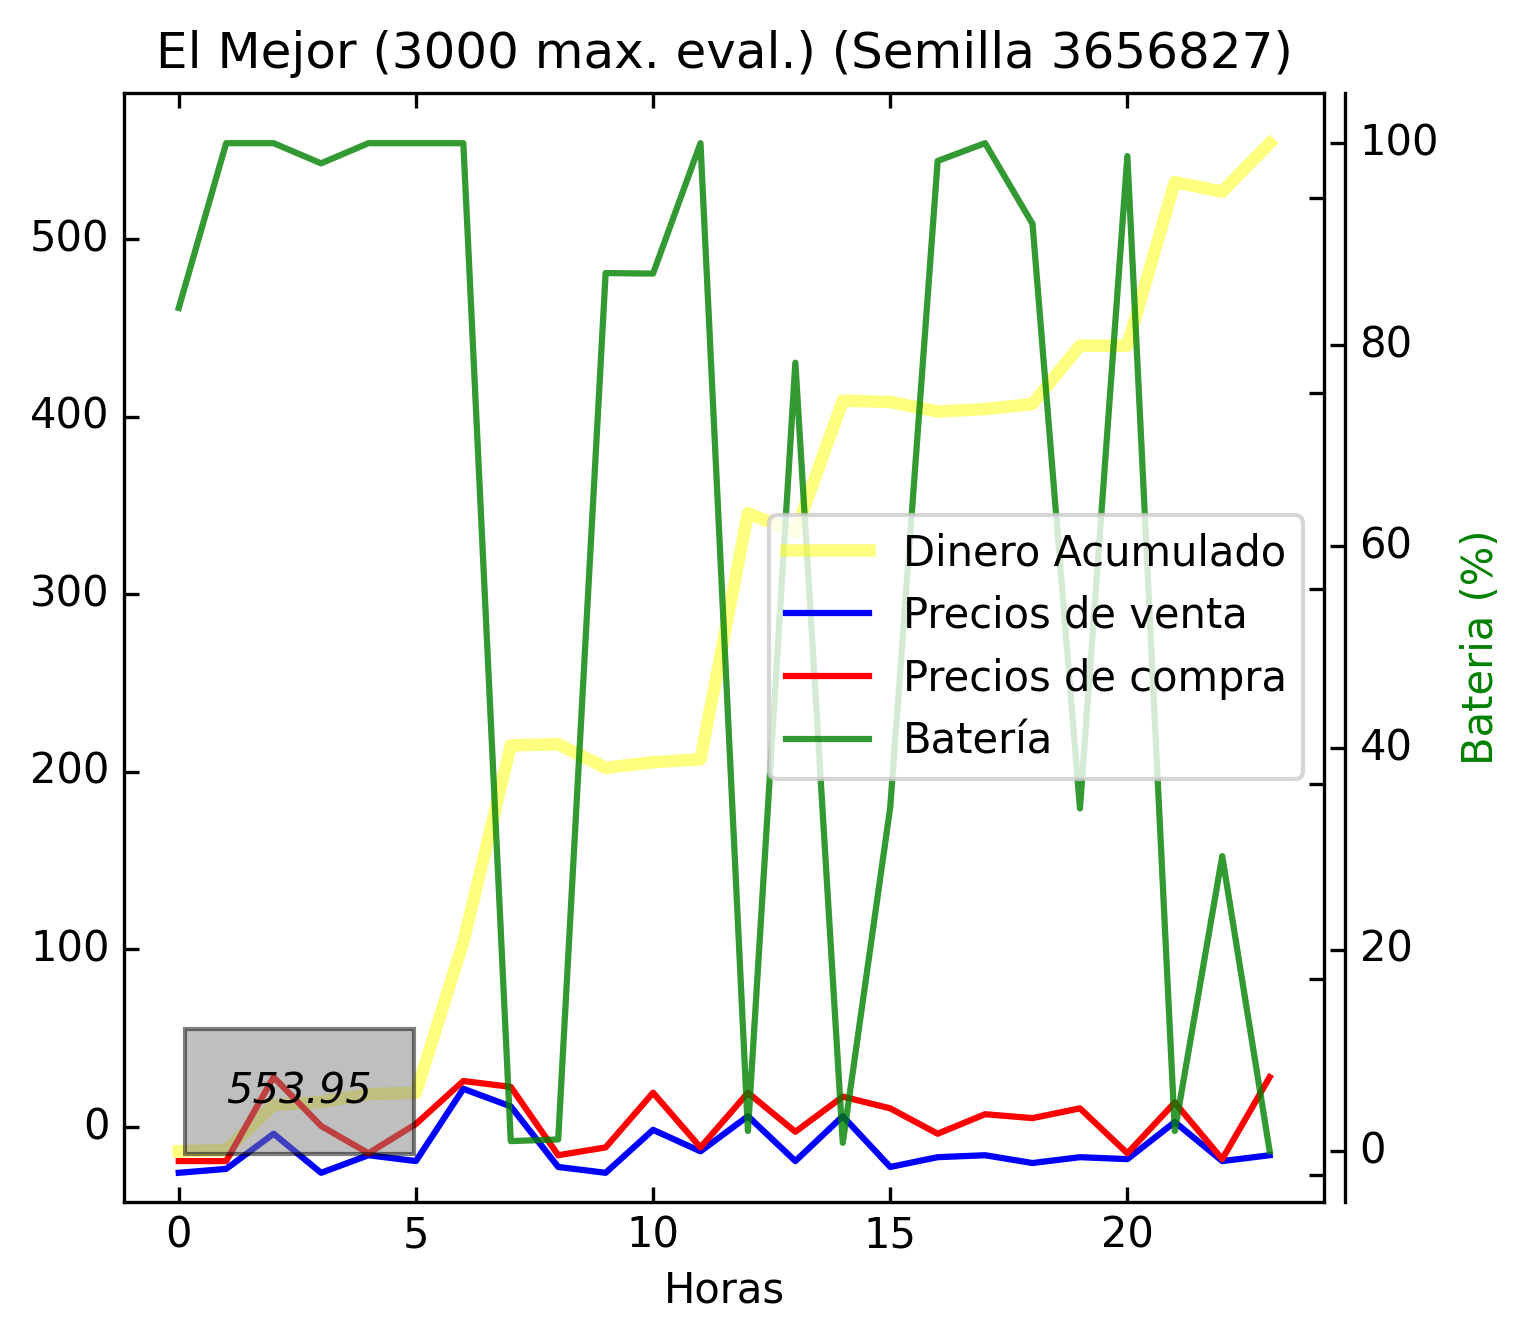 El Mejor (3000 max. eval.) (Semilla 3656827)
500
400
300
200
100
0
100
80
60
40
20
0
Bateria (%)
Dinero Acumulado
Precios de venta
Precios de compra
Batería
553.95
0 5 10 15 20
Horas